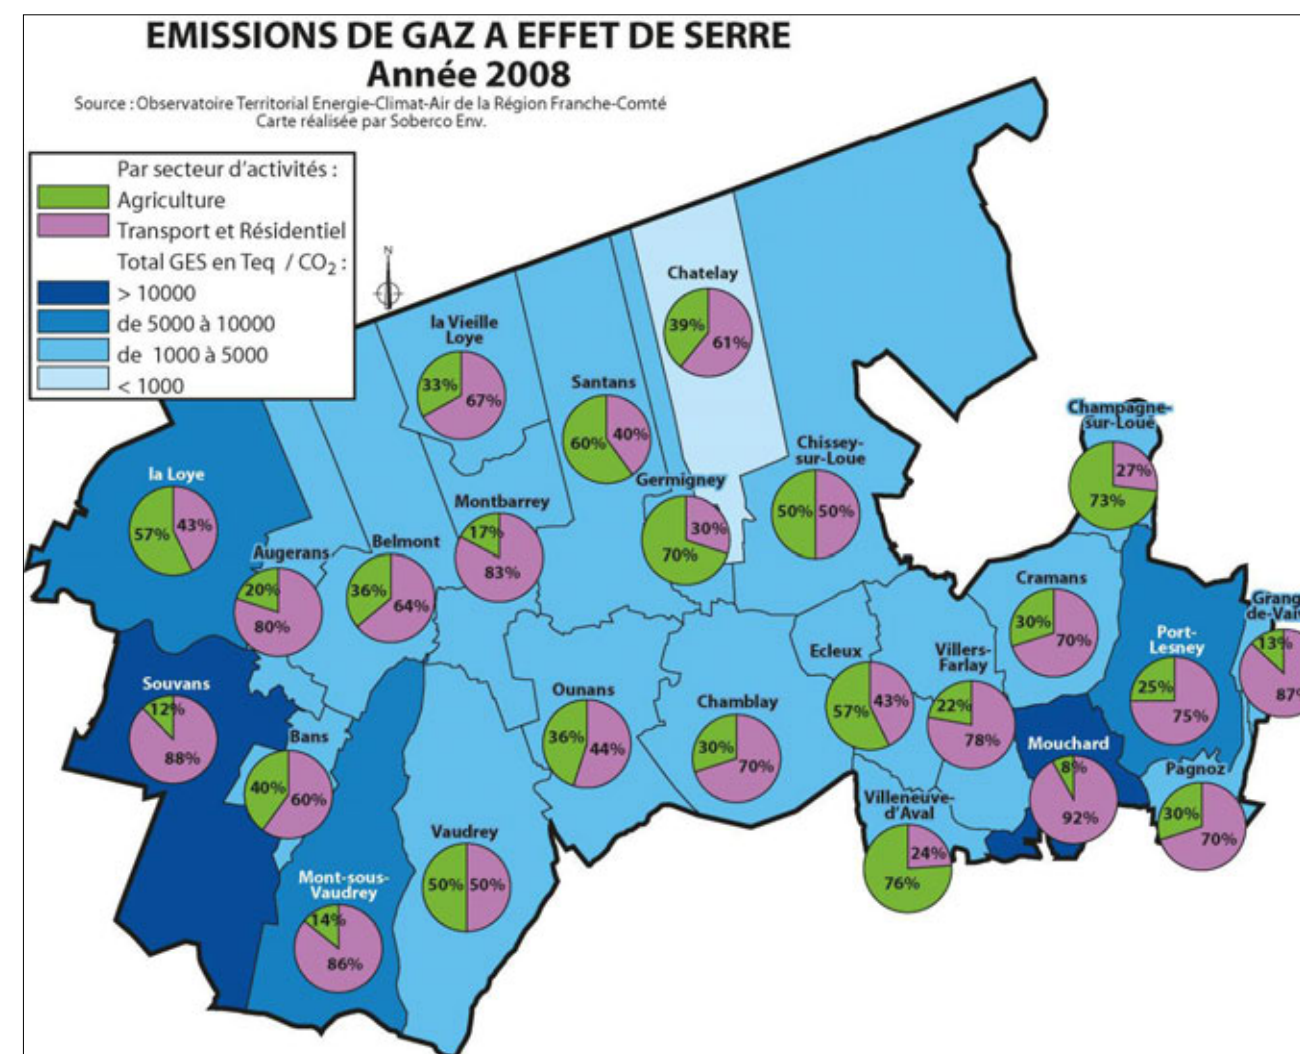 EMISSIONS DE GAZ A EFFET DE SERRE
Année 2008
Source : Observatoire Territorial Energie-Climat-Air de la Région Franche-Comté
Carte réalisée par Soberco Env.
Par secteur d'activités :
Agriculture
Transport et Résidentiel
Total GES en Teq / CO2 :
> 10000
de 5000 à 10000
de 1000 à 5000
< 1000
N
Chatelay
39%
61%
la Vieille
Loye
33%
67%
Santans
60%
40%
Champagne-
sur-Loue
27%
73%
Chissey-
sur-Loue
50%
50%
Germigney
30%
70%
la Loye
57%
43%
Montbarrey
17%
83%
Augerans
20%
80%
Belmont
36%
64%
Cramans
30%
70%
Grang
de-Vaiv
13%
87%
Port-
Lesney
25%
75%
Ecleux
57%
43%
Villers-
Farlay
22%
78%
Souvans
12%
88%
Ounans
36%
44%
Chamblay
30%
70%
Bans
40%
60%
Mouchard
8%
92%
Pagnoz
30%
70%
Villeneuve-
d'Aval
24%
76%
Vaudrey
50%
50%
Mont-sous-
Vaudrey
14%
86%